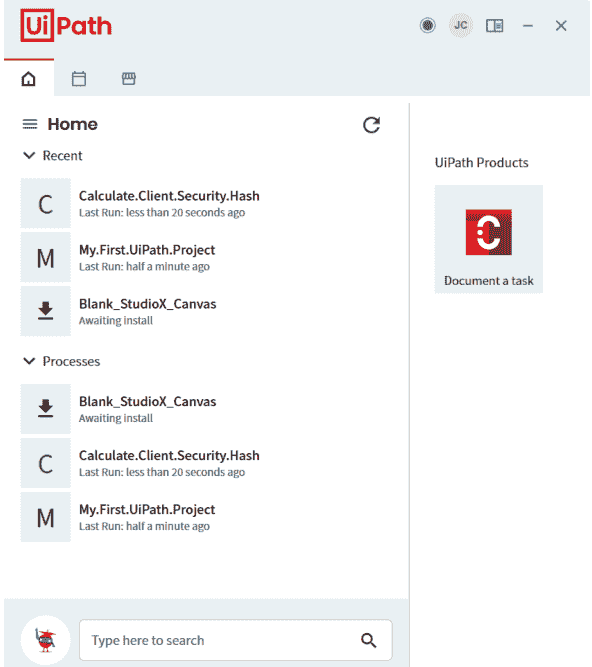 UiPath
JC
Home
Recent
C
Calculate.Client.Security.Hash
Last Run: less than 20 seconds ago
M
My.First.UiPath.Project
Last Run: half a minute ago
Blank_StudioX_Canvas
Awaiting install
Processes
Blank_StudioX_Canvas
Awaiting install
C
Calculate.Client.Security.Hash
Last Run: less than 20 seconds ago
M
My.First.UiPath.Project
Last Run: half a minute ago
Type here to search
UiPath Products
C
Document a task